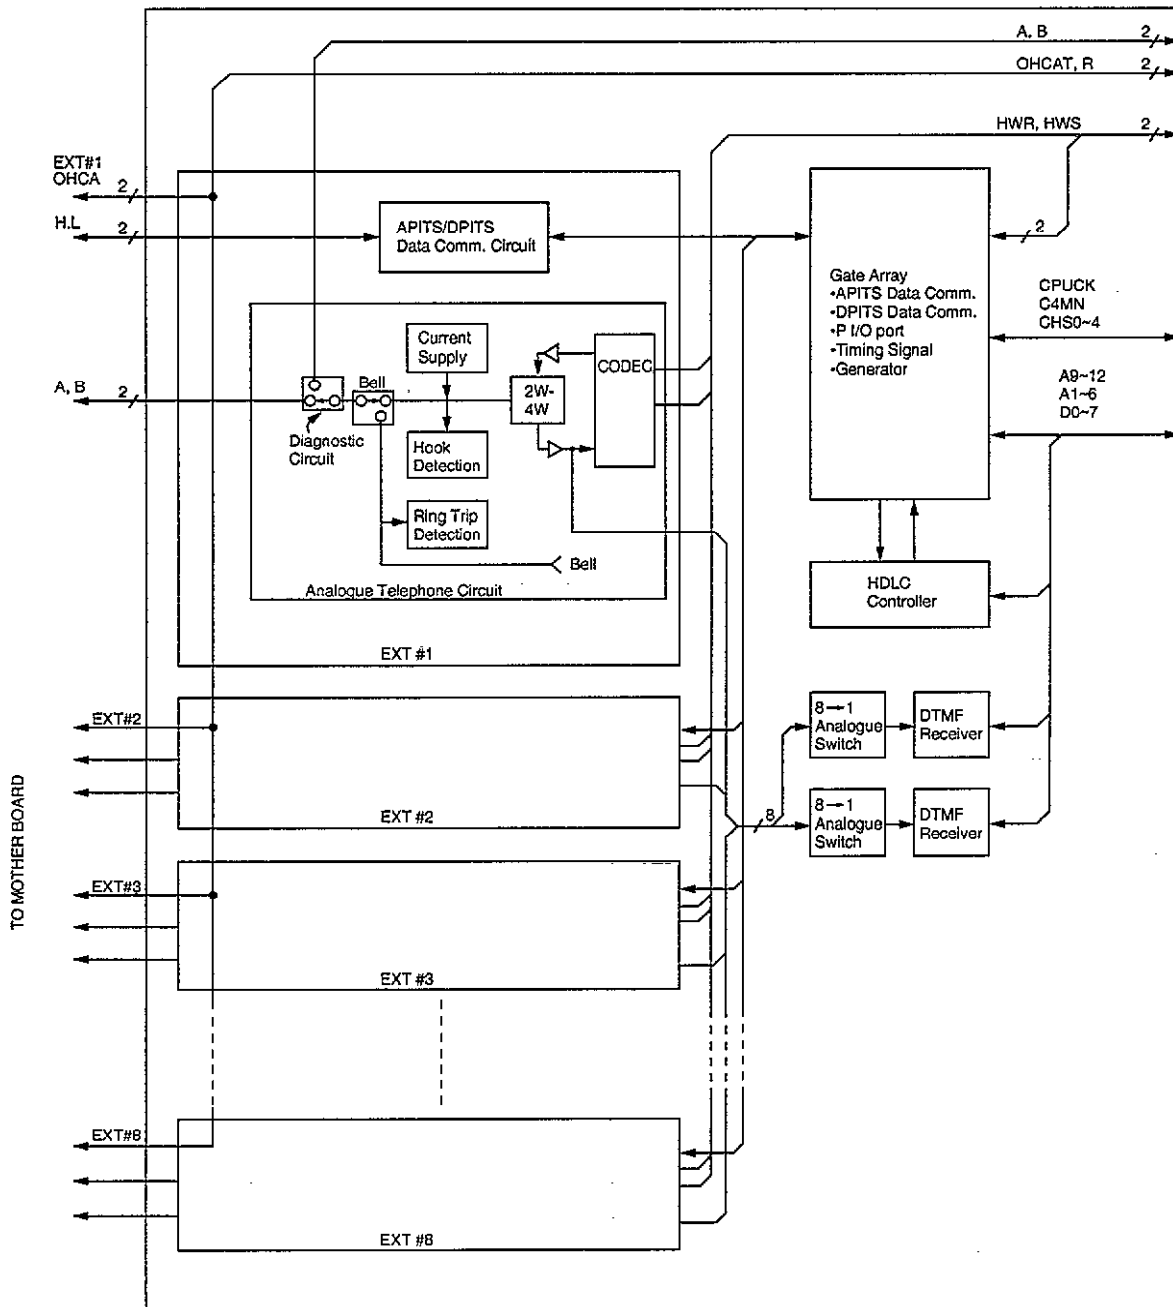 A, B 2
OHCAT, R 2
HWR, HWS 2
EXT#1
OHCA 2
H.L 2
APITS/DPITS
Data Comm. Circuit
2
Gate Array
•APITS Data Comm.
•DPITS Data Comm.
•P I/O port
•Timing Signal
•Generator
CPUCK
C4MN
CHS0~4
A9~12
A1~6
D0~7
A, B 2
Current
Supply
Bell
2W-
4W
CODEC
Diagnostic
Circuit
Hook
Detection
Ring Trip
Detection
Bell
Analogue Telephone Circuit
EXT #1
HDLC
Controller
EXT#2
EXT #2
8→1
Analogue
Switch
DTMF
Receiver
8
8→1
Analogue
Switch
DTMF
Receiver
TO MOTHER BOARD
EXT#3
EXT #3
EXT#8
EXT #8